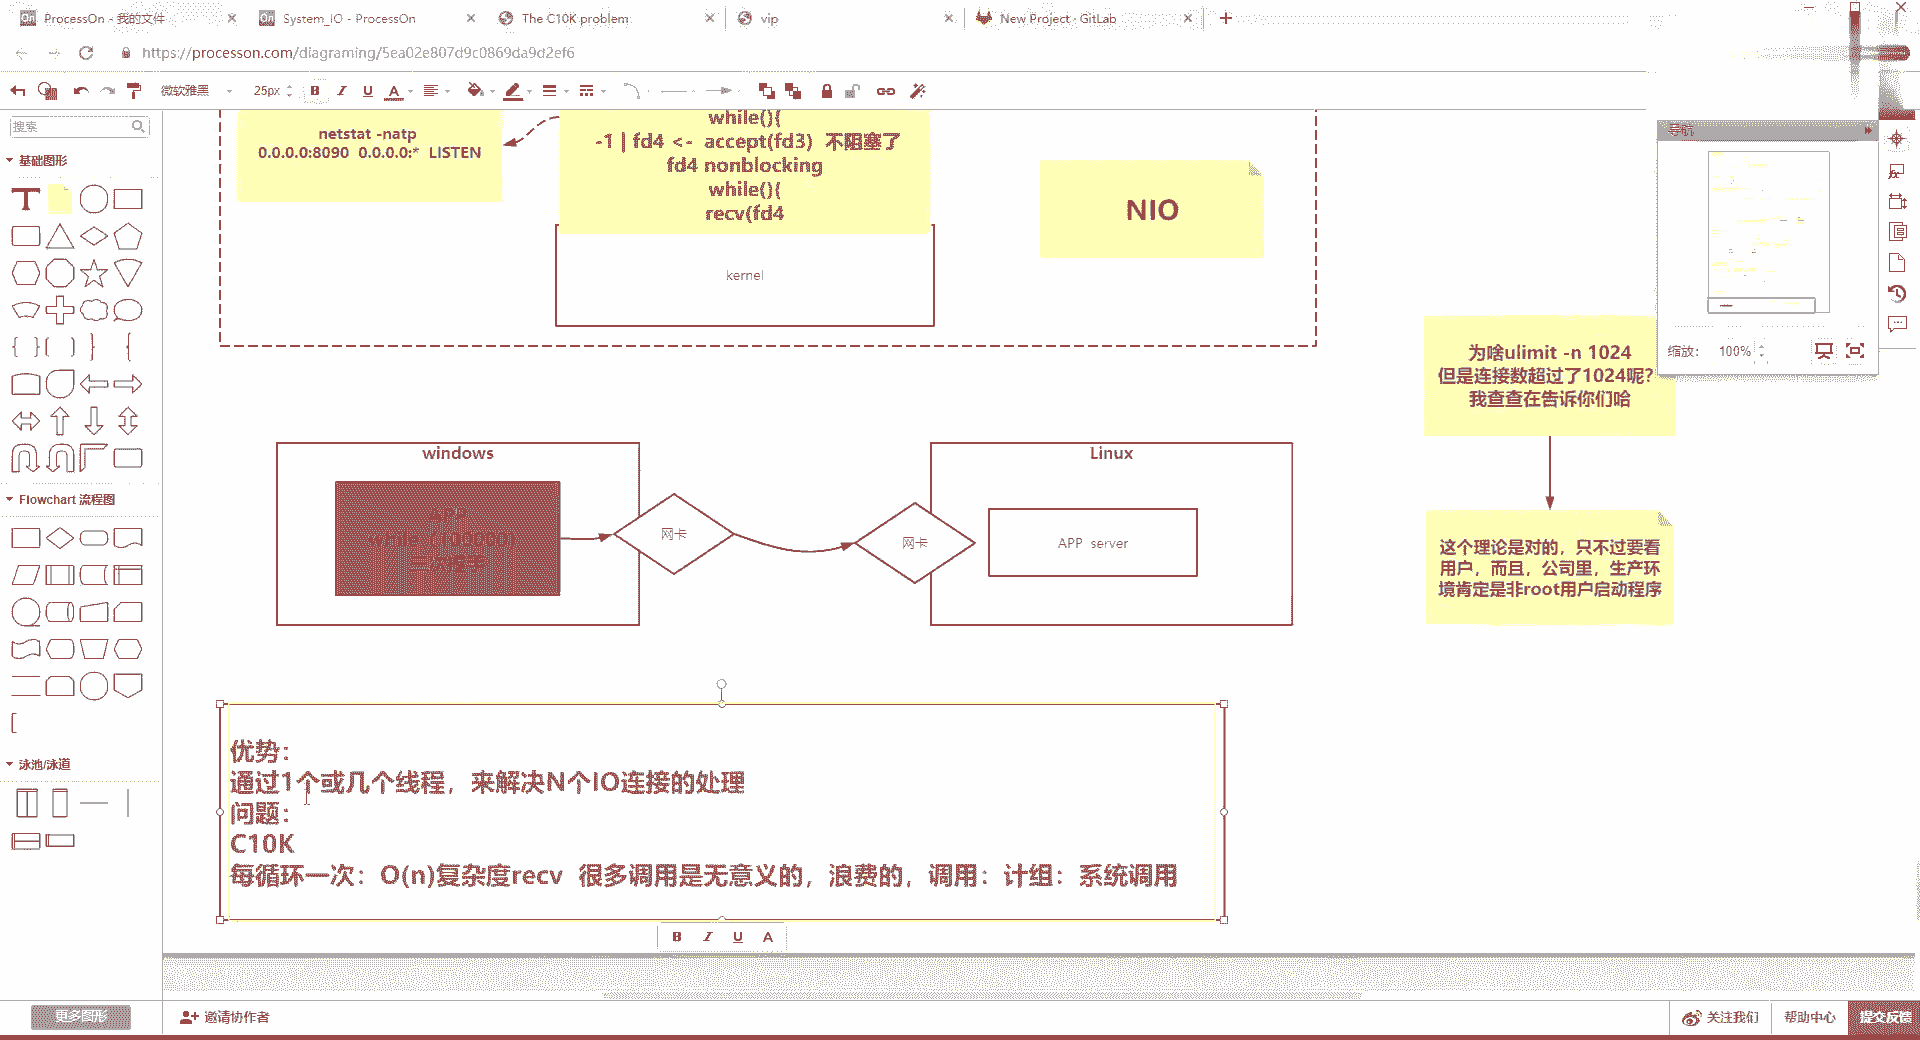 ProcessOn - 我的文件
System_IO - ProcessOn
The C10K problem
vip
New Project · GitLab
https://processon.com/diagraming/5ea02e807d9c0869da9d2ef6
微软雅黑
25px
B I U A
搜索
基础图形
Flowchart 流程图
泳池/泳道
更多图形
netstat -natp
0.0.0.0:8090 0.0.0.0:* LISTEN
while(){
-1 | fd4 <- accept(fd3) 不阻塞了
fd4 nonblocking
while(){
recv(fd4
kernel
NIO
导航
缩放: 100%
为啥ulimit -n 1024
但是连接数超过了1024呢?
我查查在告诉你们哈
这个理论是对的，只不过要看
用户，而且，公司里，生产环
境肯定是非root用户启动程序
windows
APP
三次握手
网卡
网卡
Linux
APP server
优势：
通过1个或几个线程，来解决N个IO连接的处理
问题：
C10K
每循环一次：O(n)复杂度recv 很多调用是无意义的，浪费的，调用：计组：系统调用
B I U A
邀请协作者
关注我们
帮助中心
提交反馈